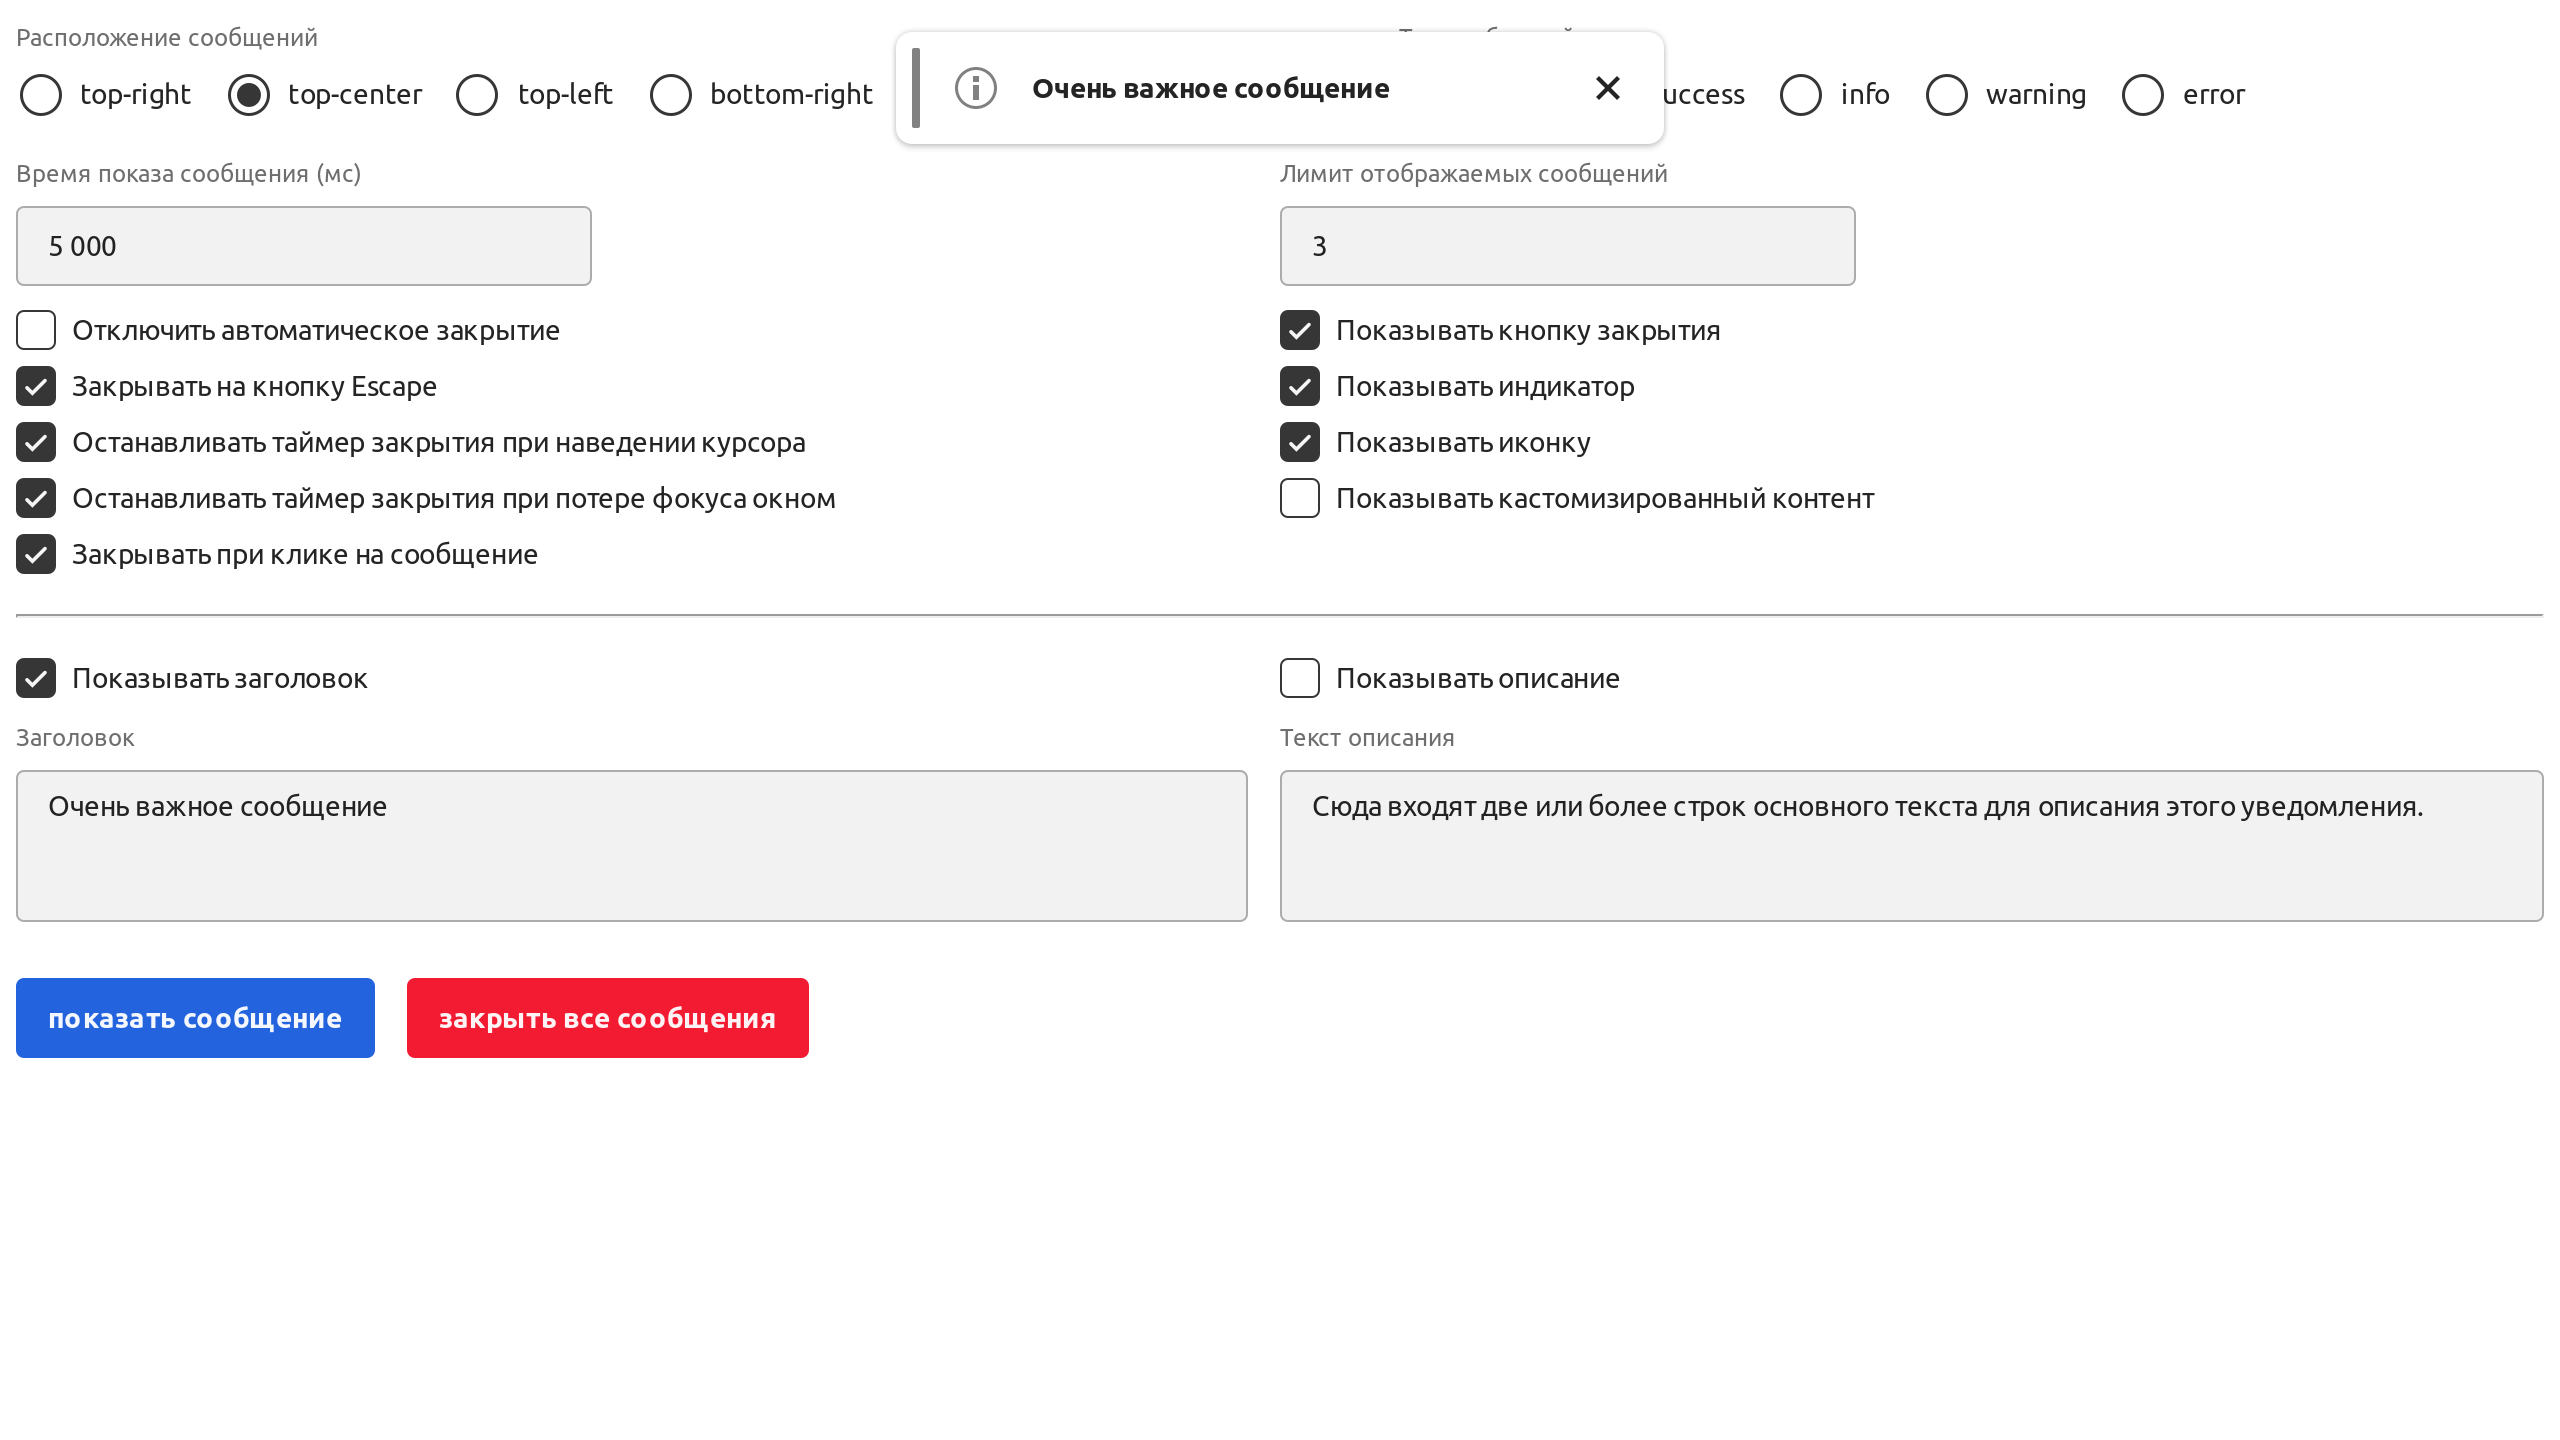 Расположение сообщений
top-right top-center top-left bottom-right
Очень важное сообщение
info warning error
Время показа сообщения (мс)
Лимит отображаемых сообщений
5 000
3
Отключить автоматическое закрытие
Показывать кнопку закрытия
Закрывать на кнопку Escape
Показывать индикатор
Останавливать таймер закрытия при наведении курсора
Показывать иконку
Останавливать таймер закрытия при потере фокуса окном
Показывать кастомизированный контент
Закрывать при клике на сообщение
Показывать заголовок
Показывать описание
Заголовок
Текст описания
Очень важное сообщение
Сюда входят две или более строк основного текста для описания этого уведомления.
показать сообщение
закрыть все сообщения